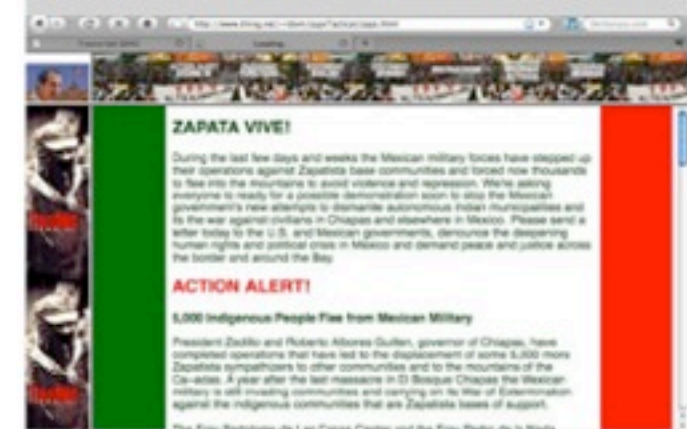 ZAPATA VIVE!
During the last few days and weeks the Mexican military forces have stepped up
their operations against Zapatista base communities and forced now thousands
to flee into the mountains to avoid violence and repression. We're asking
everyone to ready for a possible demonstration soon to stop the Mexican
government's new attempts to dismantle autonomous indian municipalities and
its the war against civilians in Chiapas and elsewhere in Mexico. Please send a
letter today to the U.S. and Mexican governments, denounce the deepening
human rights and political crisis in Mexico and demand peace and justice across
the border and around the Bay.
ACTION ALERT!
5,000 Indigenous People Flee from Mexican Military
President Zedillo and Roberto Albores Guillen, governor of Chiapas, have
completed operations that have led to the displacement of some 5,000 more
Zapatista sympathizers to other communities and to the mountains of the
Ca–adas. A year after the last massacre in El Bosque Chiapas the Mexican
military is still invading communities and carrying on its War of Extermination
against the indigenous communities that are Zapatista bases of support.